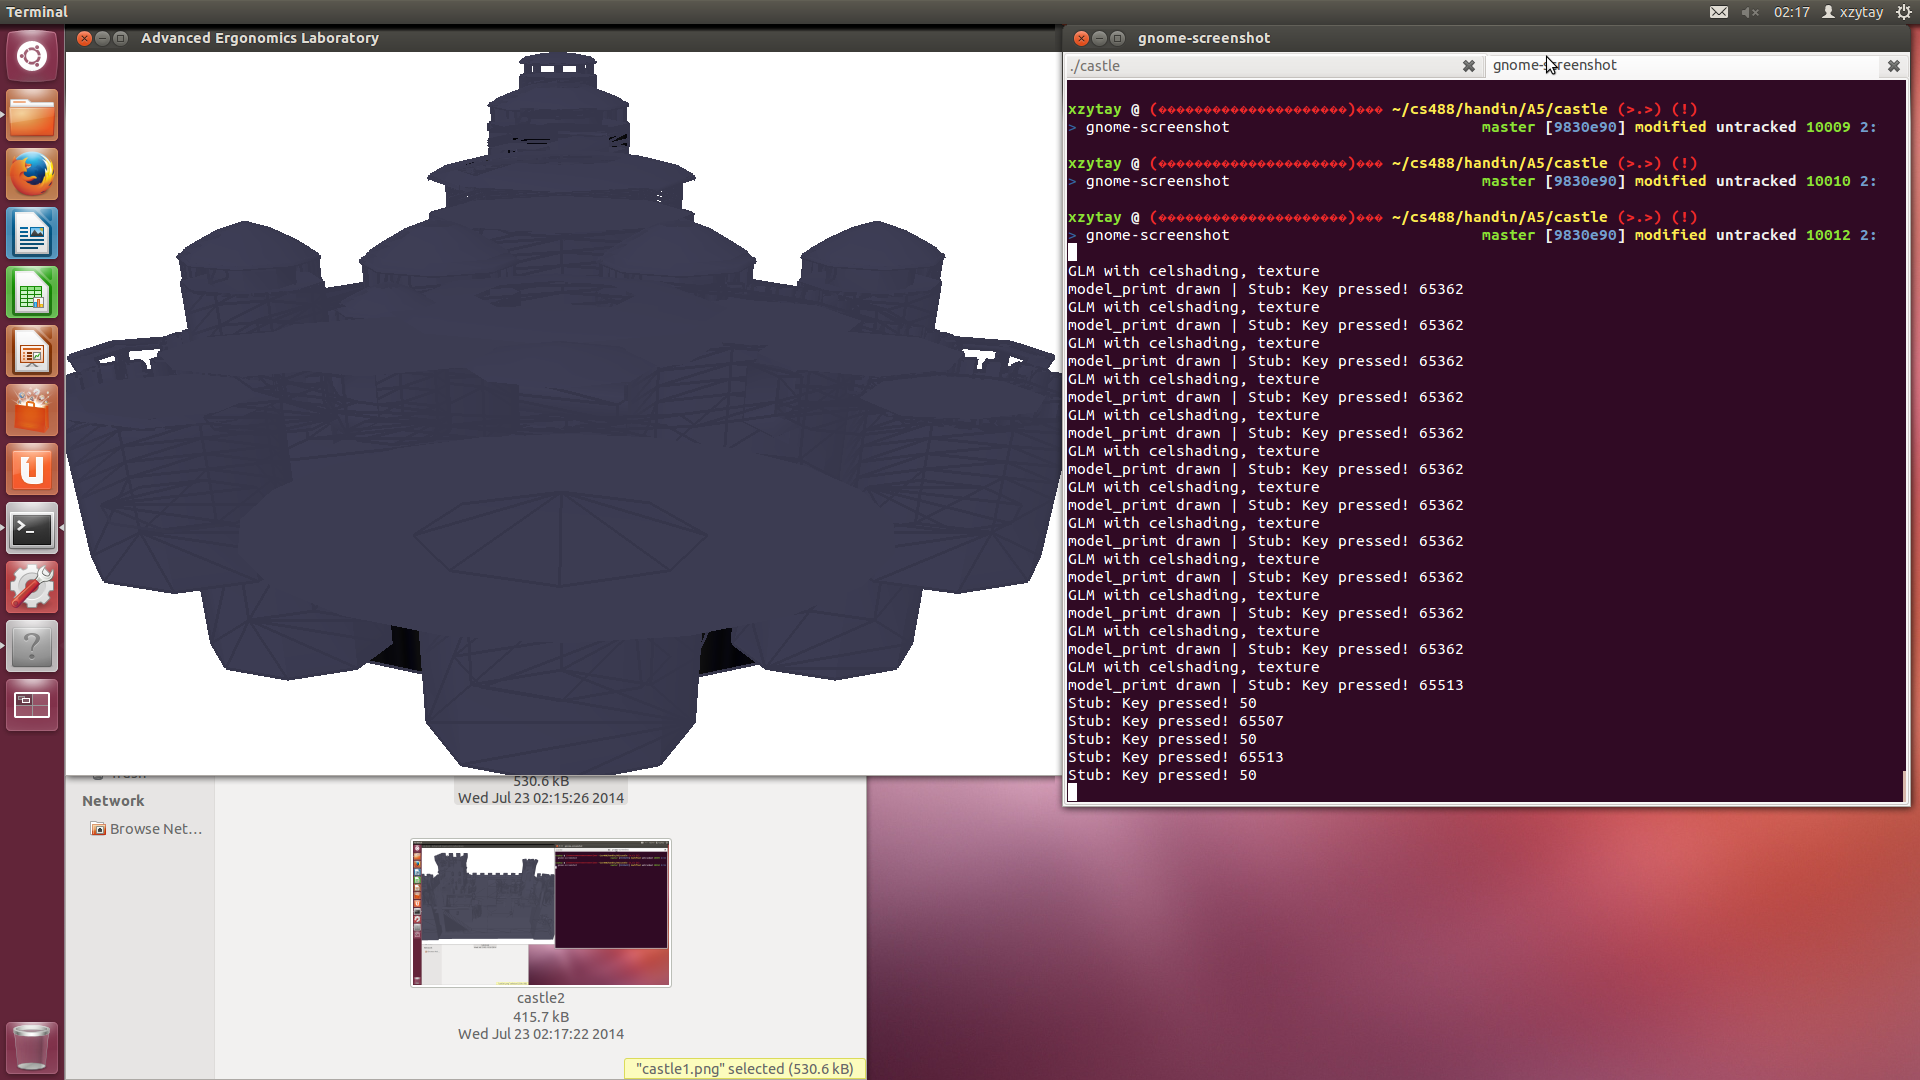 Terminal
02:17
xzytay
Advanced Ergonomics Laboratory
gnome-screenshot
./castle
gnome-screenshot
xzytay @ (������������������������)��� ~/cs488/handin/A5/castle (>.>) (!)
> gnome-screenshot master [9830e90] modified untracked 10009 2:
xzytay @ (������������������������)��� ~/cs488/handin/A5/castle (>.>) (!)
> gnome-screenshot master [9830e90] modified untracked 10010 2:
xzytay @ (������������������������)��� ~/cs488/handin/A5/castle (>.>) (!)
> gnome-screenshot master [9830e90] modified untracked 10012 2:
GLM with celshading, texture
model_primt drawn | Stub: Key pressed! 65362
GLM with celshading, texture
model_primt drawn | Stub: Key pressed! 65362
GLM with celshading, texture
model_primt drawn | Stub: Key pressed! 65362
GLM with celshading, texture
model_primt drawn | Stub: Key pressed! 65362
GLM with celshading, texture
model_primt drawn | Stub: Key pressed! 65362
GLM with celshading, texture
model_primt drawn | Stub: Key pressed! 65362
GLM with celshading, texture
model_primt drawn | Stub: Key pressed! 65362
GLM with celshading, texture
model_primt drawn | Stub: Key pressed! 65362
GLM with celshading, texture
model_primt drawn | Stub: Key pressed! 65362
GLM with celshading, texture
model_primt drawn | Stub: Key pressed! 65362
GLM with celshading, texture
model_primt drawn | Stub: Key pressed! 65362
GLM with celshading, texture
model_primt drawn | Stub: Key pressed! 65513
Stub: Key pressed! 50
Stub: Key pressed! 65507
Stub: Key pressed! 50
Stub: Key pressed! 65513
Stub: Key pressed! 50
Network
Browse Net...
530.6 kB
Wed Jul 23 02:15:26 2014
castle2
415.7 kB
Wed Jul 23 02:17:22 2014
"castle1.png" selected (530.6 kB)